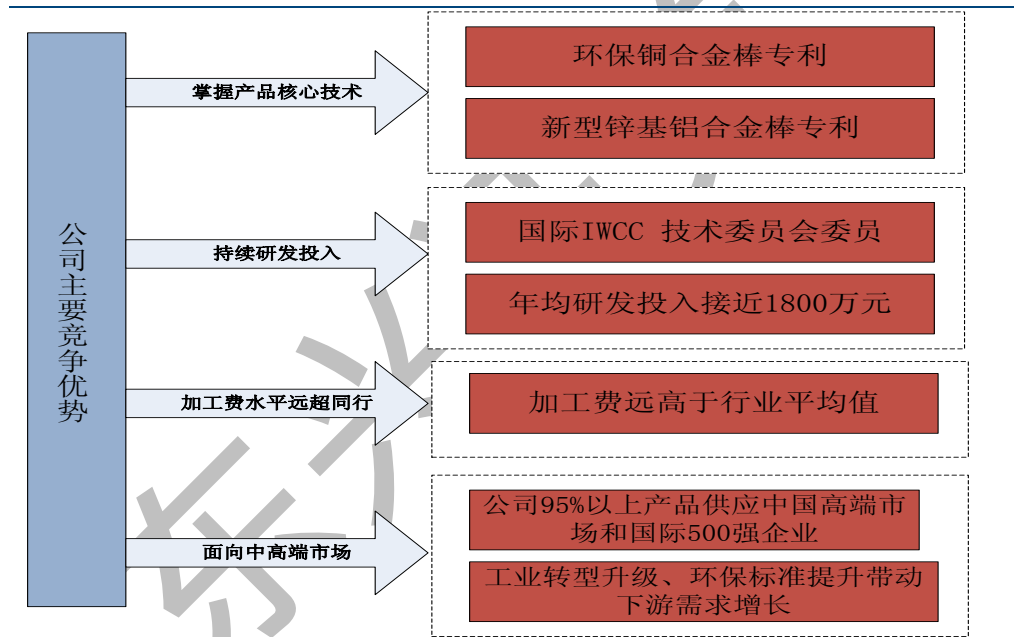 公司主要竞争优势
掌握产品核心技术
环保铜合金棒专利
新型锌基铝合金棒专利
持续研发投入
国际IWCC 技术委员会委员
年均研发投入接近1800万元
加工费水平远超同行
加工费远高于行业平均值
面向中高端市场
公司95%以上产品供应中国高端市
场和国际500强企业
工业转型升级、环保标准提升带动
下游需求增长
东兴